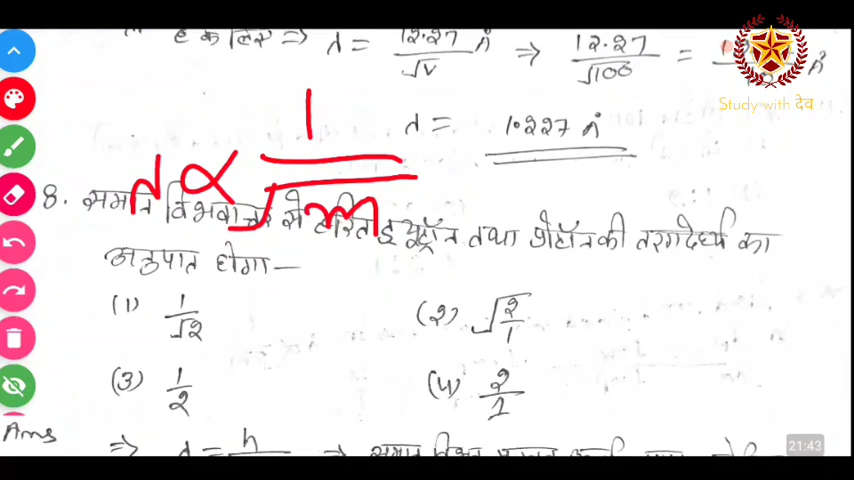 ह के लिए ⇒ λ = 12.27/√V Å ⇒ 12.27/√100 =
Study with देव
λ = 1.227 Å
λ ∝ 1/√m
8. समान विभवान्तर से त्वरित ड्यूट्रॉन तथा प्रोटॉन की तरंगदैर्ध्य का
अनुपात होगा—
(1) 1/√2 (2) √2/1
(3) 1/2 (4) 2/1
Ans ⇒ λ = h ⇒
21:43